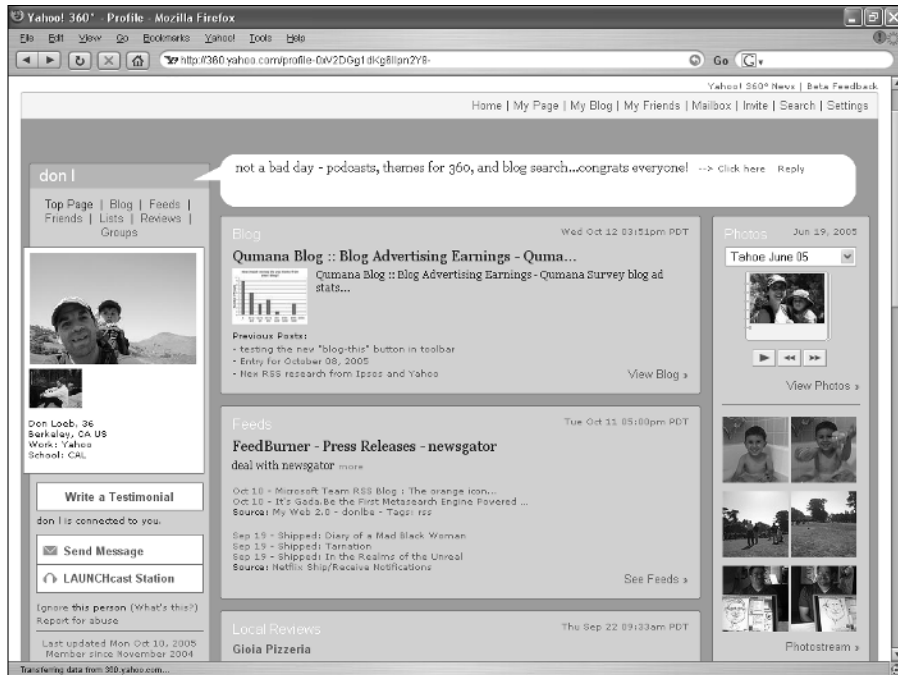 Yahoo! 360° - Profile - Mozilla Firefox
File Edit View Go Bookmarks Yahoo! Tools Help
http://360.yahoo.com/profile-
Go
Yahoo! 360° News | Beta Feedback
Home | My Page | My Blog | My Friends | Mailbox | Invite | Search | Settings
don l
not a bad day - podcasts, themes for 360, and blog search...congrats everyone! --> Click here Reply
Top Page | Blog | Feeds |
Friends | Lists | Reviews |
Groups
Don Loeb, 36
Berkeley, CA US
Work: Yahoo
School: CAL
Write a Testimonial
don l is connected to you.
Send Message
LAUNCHcast Station
Ignore this person (What's this?)
Report for abuse
Last updated Mon Oct 10, 2005
Member since November 2004
Blog Wed Oct 12 03:51pm PDT
Qumana Blog :: Blog Advertising Earnings - Quma...
Qumana Blog :: Blog Advertising Earnings - Qumana Survey blog ad
stats...
Previous Posts:
- testing the new "blog-this" button in toolbar
- Entry for October 08, 2005
- New RSS research from Ipsos and Yahoo
View Blog »
Feeds Tue Oct 11 05:00pm PDT
FeedBurner - Press Releases - newsgator
deal with newsgator more
Oct 10 - Microsoft Team RSS Blog : The orange icon...
Oct 10 - It's Gada.Be the First Metasearch Engine Powered ...
Source: My Web 2.0 - donlbe - Tags: rss
Sep 19 - Shipped: Diary of a Mad Black Woman
Sep 19 - Shipped: Tarnation
Sep 19 - Shipped: In the Realms of the Unreal
Source: Netflix Ship/Receive Notifications
See Feeds »
Local Reviews Thu Sep 22 09:33am PDT
Gioia Pizzeria
Photos Jun 19, 2005
Tahoe June 05
View Photos »
Photostream »
Transferring data from 360.yahoo.com...